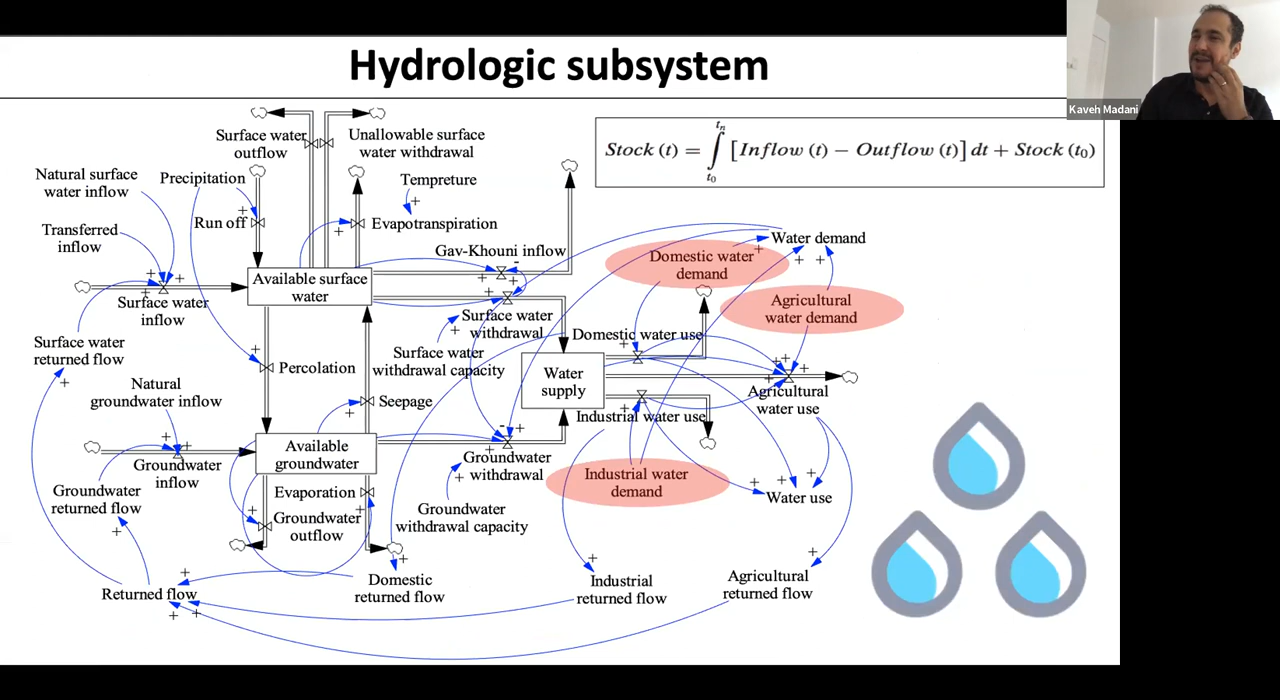 Hydrologic subsystem
Kaveh Madani
Stock (t) = ∫ [Inflow (t) − Outflow (t)] dt + Stock (t₀)
tₙ
t₀
Surface water
outflow
Unallowable surface
water withdrawal
Natural surface
water inflow
Precipitation
Tempreture
Transferred
inflow
Run off
Evapotranspiration
Gav-Khouni inflow
Water demand
Domestic water
demand
Available surface
water
Surface water
inflow
Agricultural
water demand
Surface water
withdrawal
Domestic water use
Surface water
returned flow
Surface water
withdrawal capacity
Percolation
Water
supply
Natural
groundwater inflow
Seepage
Agricultural
water use
Industrial water use
Available
groundwater
Groundwater
inflow
Groundwater
withdrawal
Industrial water
demand
Groundwater
returned flow
Evaporation
Groundwater
outflow
Groundwater
withdrawal capacity
Water use
Returned flow
Domestic
returned flow
Industrial
returned flow
Agricultural
returned flow